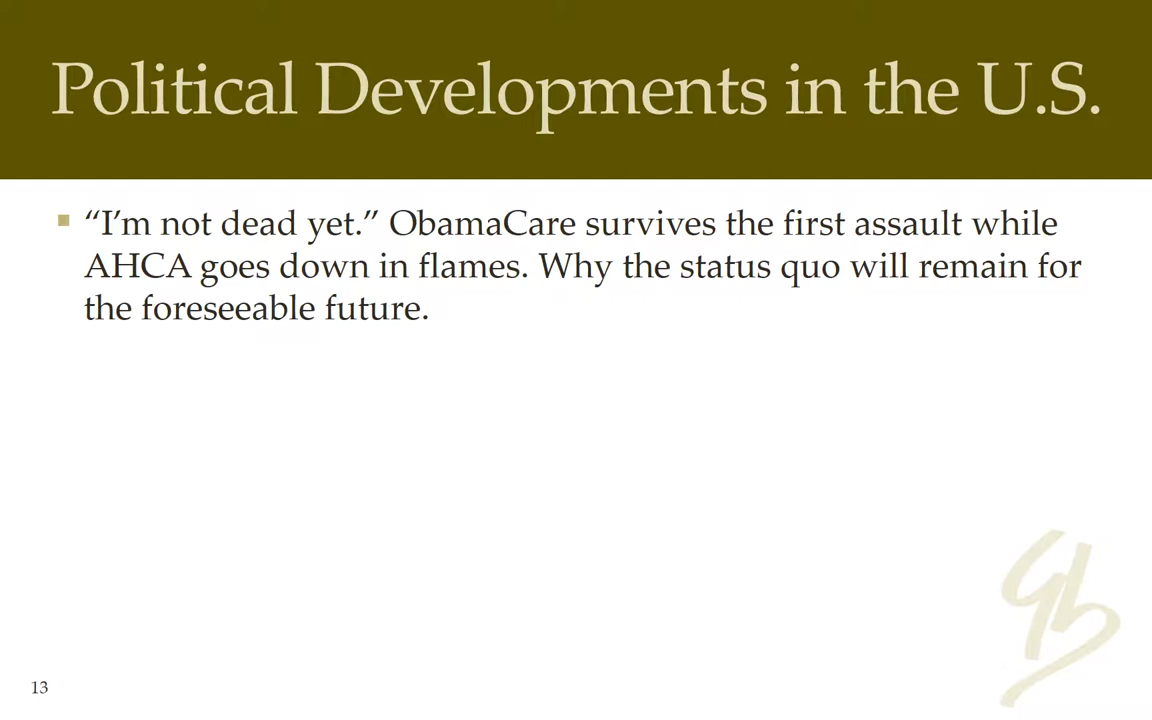 Political Developments in the U.S.
“I’m not dead yet.” ObamaCare survives the first assault while
AHCA goes down in flames. Why the status quo will remain for
the foreseeable future.
13